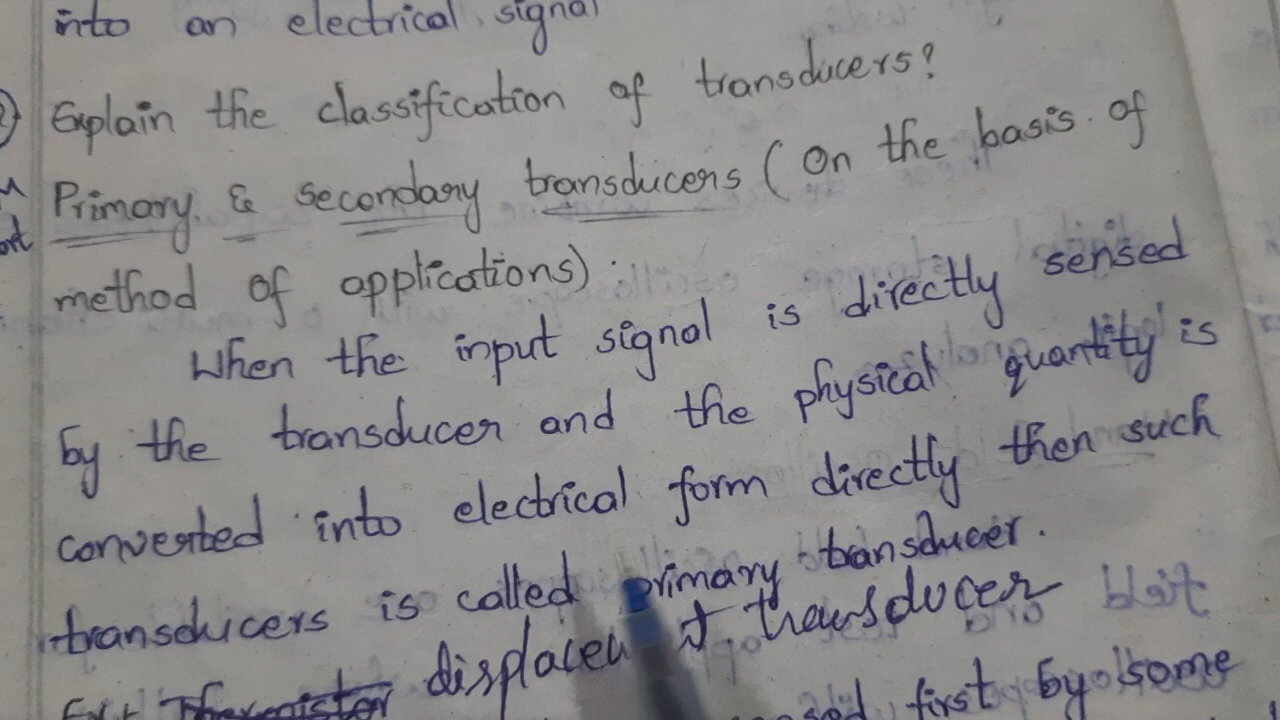 into an electrical signal
Explain the classification of transducers?
Primary & Secondary transducers (On the basis of
method of applications).
When the input signal is directly sensed
by the transducer and the physical quantity is
converted into electrical form directly then such
transducers is called primary transducer.
Ex:- Thermister displacement transducer
first by some